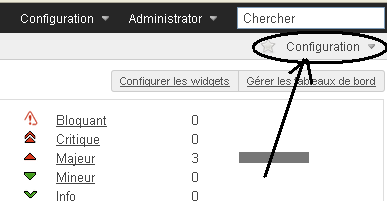 Configuration Administrator Chercher
Configuration
Configurer les widgets Gérer les tableaux de bord
Bloquant 0
Critique 0
Majeur 3
Mineur 0
Info 0